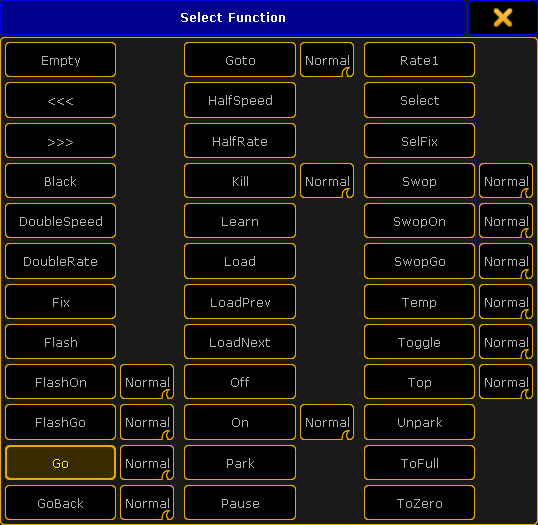 Select Function
Empty Goto Normal Rate1
<<< HalfSpeed Select
>>> HalfRate SelFix
Black Kill Normal Swop Normal
DoubleSpeed Learn SwopOn Normal
DoubleRate Load SwopGo Normal
Fix LoadPrev Temp Normal
Flash LoadNext Toggle Normal
FlashOn Normal Off Top Normal
FlashGo Normal On Normal Unpark
Go Normal Park ToFull
GoBack Normal Pause ToZero